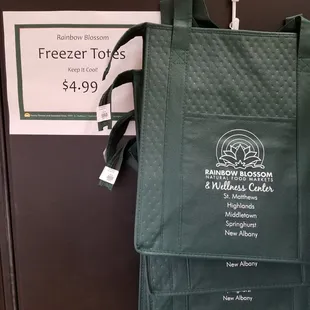 Rainbow Blossom
Freezer Totes
Keep it Cool!
$4.99
RAINBOW BLOSSOM
NATURAL FOOD MARKETS
& Wellness Center
St. Matthews
Highlands
Middletown
Springhurst
New Albany
New Albany
New Albany